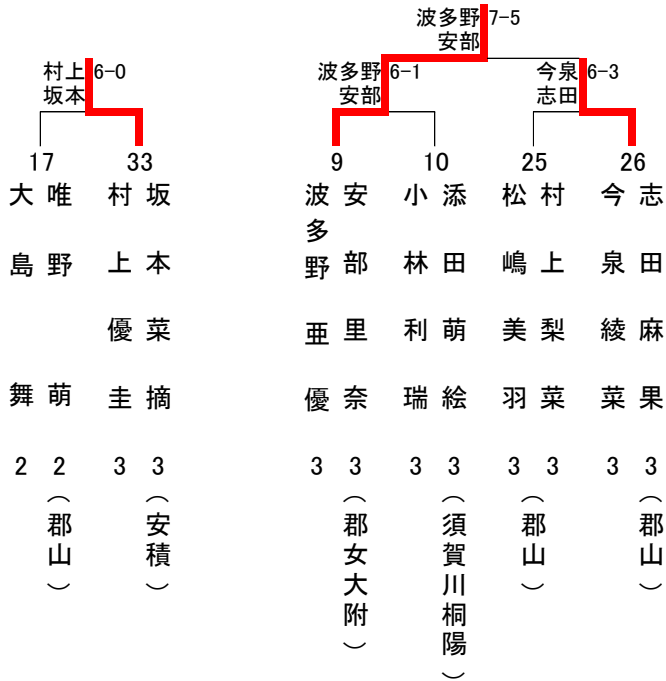 波多野 7-5
安部
村上 6-0
坂本
波多野 6-1
安部
今泉 6-3
志田
17 33 9 10 25 26
大島 舞 2
唯野 萌 2
（郡山）
村上優圭 3
坂本菜摘 3
（安積）
波多野亜優 3
安部里奈 3
（郡女大附）
小林利瑞 3
添田萌絵 3
（須賀川桐陽）
松嶋美羽 3
村上梨菜 3
（郡山）
今泉綾菜 3
志田麻果 3
（郡山）